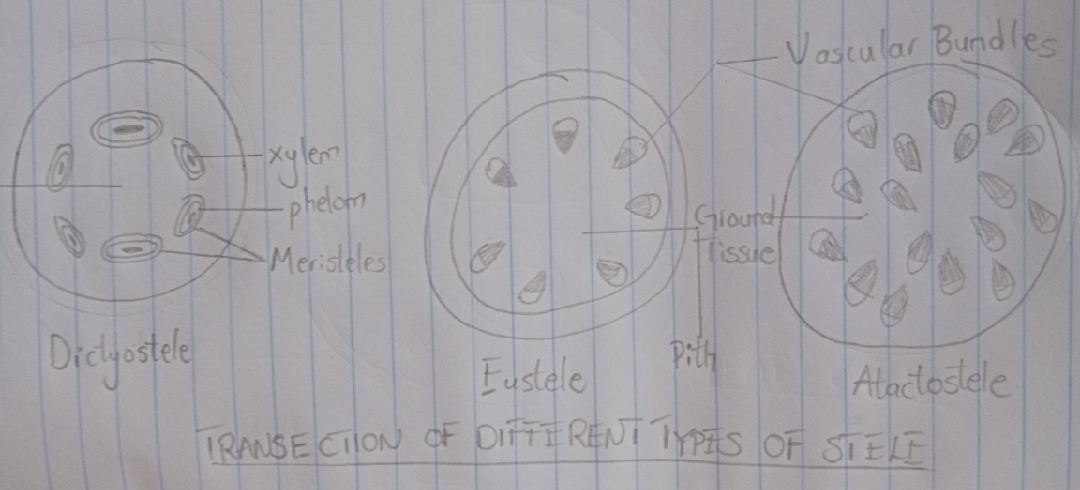 Vascular Bundles
xylem
phelom
Meristeles
Ground
Tissue
Pith
Dictyostele
Eustele
Atactostele
TRANSECTION OF DIFFERENT TYPES OF STELE